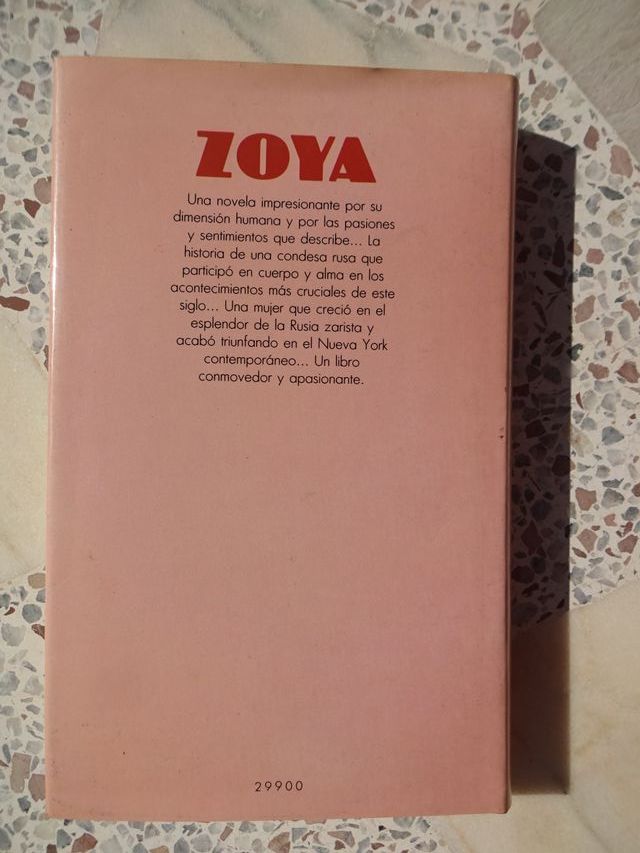 ZOYA
Una novela impresionante por su
dimensión humana y por las pasiones
y sentimientos que describe... La
historia de una condesa rusa que
participó en cuerpo y alma en los
acontecimientos más cruciales de este
siglo... Una mujer que creció en el
esplendor de la Rusia zarista y
acabó triunfando en el Nueva York
contemporáneo... Un libro
conmovedor y apasionante.
29900